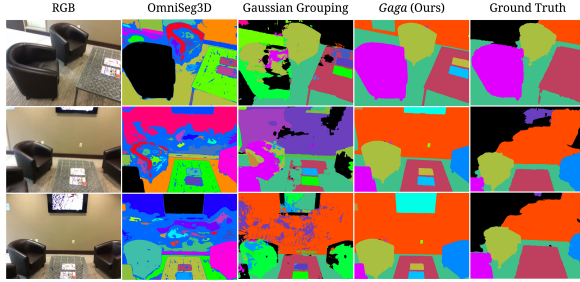 RGB
OmniSeg3D
Gaussian Grouping
Gaga (Ours)
Ground Truth